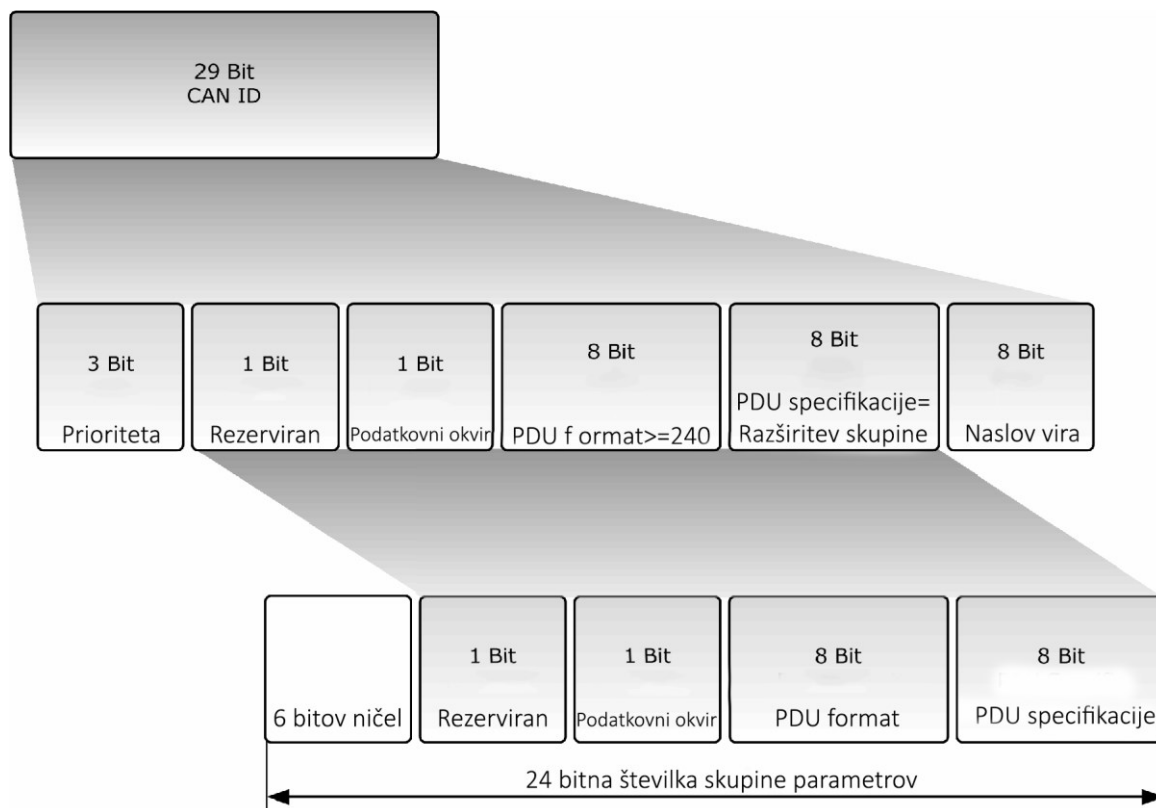 29 Bit
CAN ID
3 Bit
Prioriteta
1 Bit
Rezerviran
1 Bit
Podatkovni okvir
8 Bit
PDU f ormat>=240
8 Bit
PDU specifikacije=
Razširitev skupine
8 Bit
Naslov vira
6 bitov ničel
1 Bit
Rezerviran
1 Bit
Podatkovni okvir
8 Bit
PDU format
8 Bit
PDU specifikacije
24 bitna številka skupine parametrov